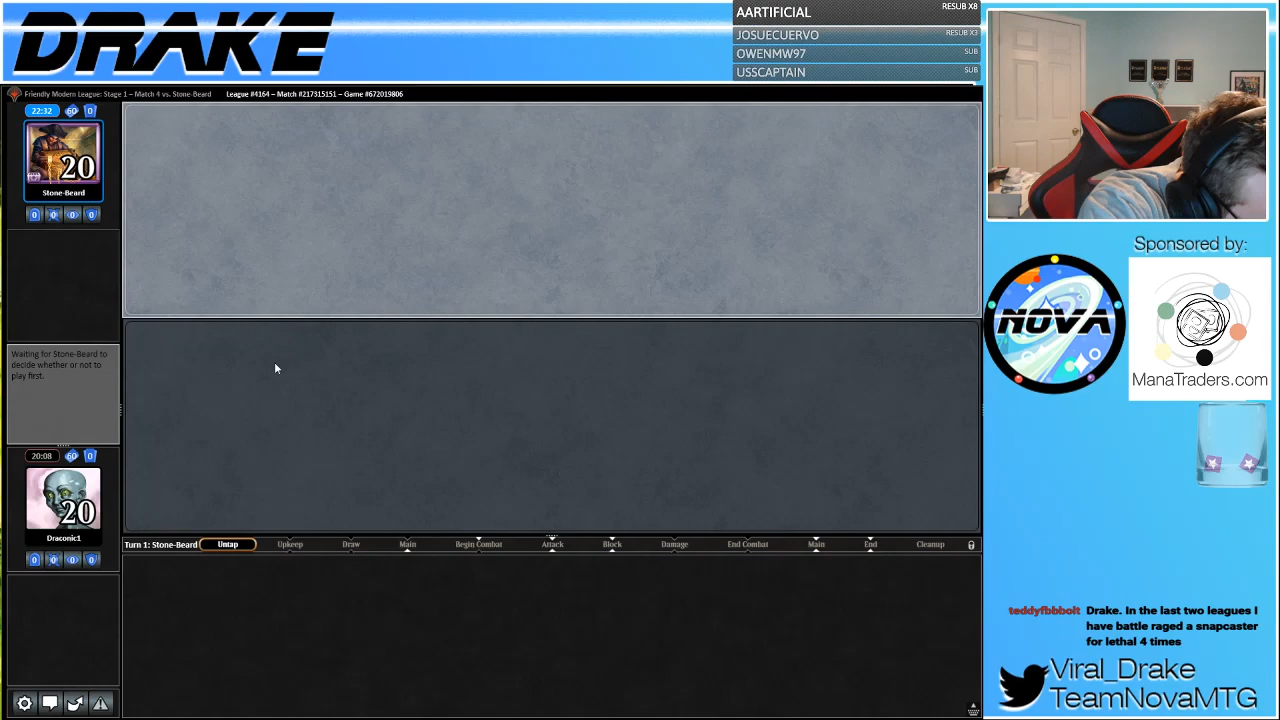 DRAKE
AARTIFICIAL RESUB X8
JOSUECUERVO RESUB X3
OWENMW97 SUB
USSCAPTAIN SUB
Friendly Modern League: Stage 1 – Match 4 vs. Stone-Beard League #4164 – Match #217315151 – Game #672019806
22:32 60 0
20
Stone-Beard
0 0 0 0
Waiting for Stone-Beard to
decide whether or not to
play first.
20:08 60 0
20
Draconic1
0 0 0 0
Turn 1: Stone-Beard Untap Upkeep Draw Main Begin Combat Attack Block Damage End Combat Main End Cleanup
Sponsored by:
NOVA
ManaTraders.com
teddyfbbbolt Drake. In the last two leagues I
have battle raged a snapcaster
for lethal 4 times
Viral_Drake
TeamNovaMTG